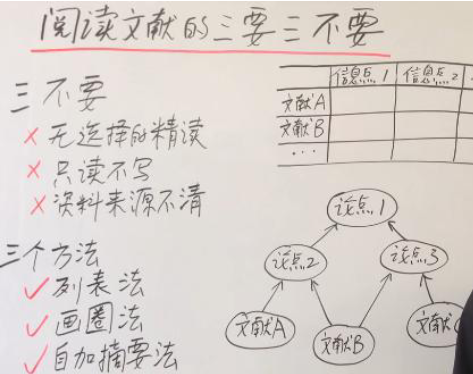 阅读文献的三要三不要
三不要
× 无选择的精读
× 只读不写
× 资料来源不清
三个方法
✓ 列表法
✓ 画圈法
✓ 自加摘要法
信息点1 信息点2
文献A
文献B
...
论点1
论点2 论点3
文献A 文献B 文献